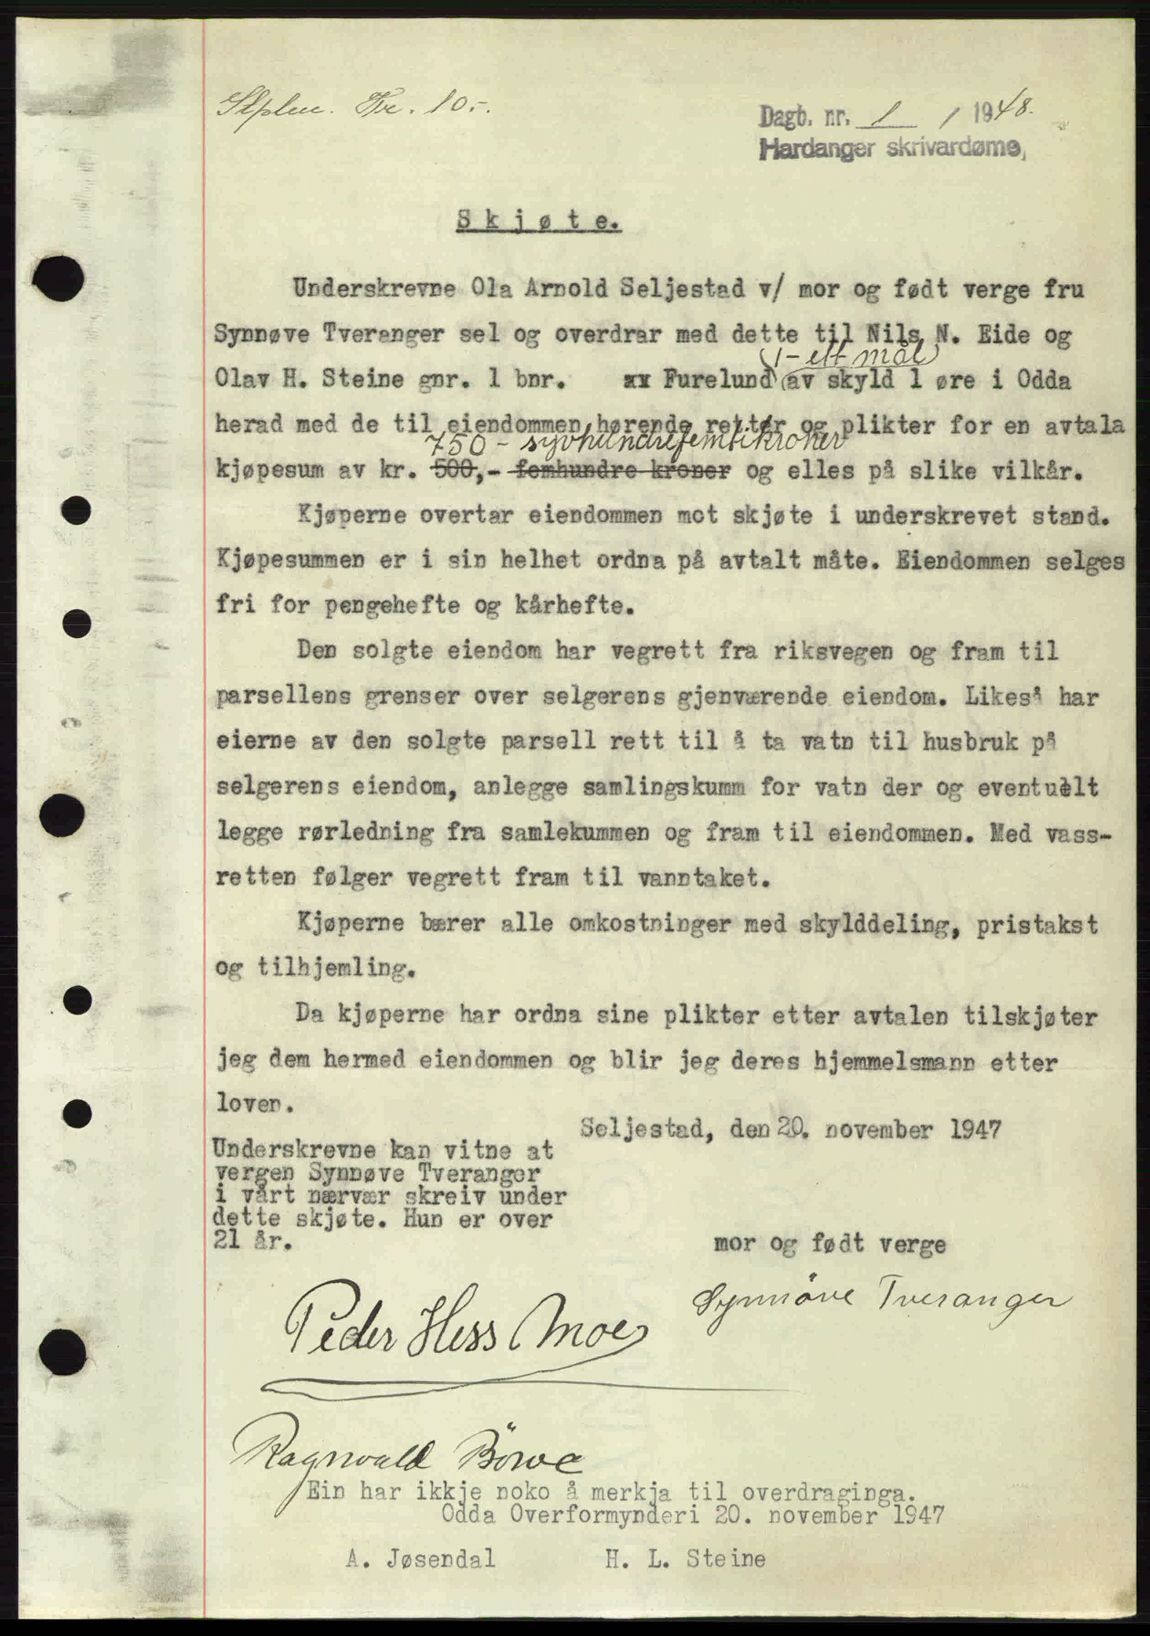 Stplm. Kr. 10.-.
Dagb. nr. 1 / 1948.
Hardanger skrivardøme,
Skjøte.
Underskrevne Ola Arnold Seljestad v/ mor og født verge fru
Synnøve Tveranger sel og overdrar med dette til Nils N. Eide og
(1 - ett mål)
Olav H. Steine gnr. 1 bnr. xx Furelund av skyld 1 øre i Odda
herad med de til eiendommen hørende retter og plikter for en avtala
750 - syvhundrefemtikroner
kjøpesum av kr. 500,- femhundre kroner og elles på slike vilkår.
Kjøperne overtar eiendommen mot skjøte i underskrevet stand.
Kjøpesummen er i sin helhet ordna på avtalt måte. Eiendommen selges
fri for pengehefte og kårhefte.
Den solgte eiendom har vegrett fra riksvegen og fram til
parsellens grenser over selgerens gjenværende eiendom. Likeså har
eierne av den solgte parsell rett til å ta vatn til husbruk på
selgerens eiendom, anlegge samlingskumm for vatn der og eventuelt
legge rørledning fra samlekummen og fram til eiendommen. Med vass-
retten følger vegrett fram til vanntaket.
Kjøperne bærer alle omkostninger med skylddeling, pristakst
og tilhjemling.
Da kjøperne har ordna sine plikter etter avtalen tilskjøter
jeg dem hermed eiendommen og blir jeg deres hjemmelsmann etter
loven.
Seljestad, den 20. november 1947
Underskrevne kan vitne at
vergen Synnøve Tveranger
i vårt nærvær skreiv under
dette skjøte. Hun er over
21 år.
mor og født verge
Synnöve Tveranger
Peder Hess Moe
Ragnvald Börve
Ein har ikkje noko å merkja til overdraginga.
Odda Overformynderi 20. november 1947
A. Jøsendal H. L. Steine